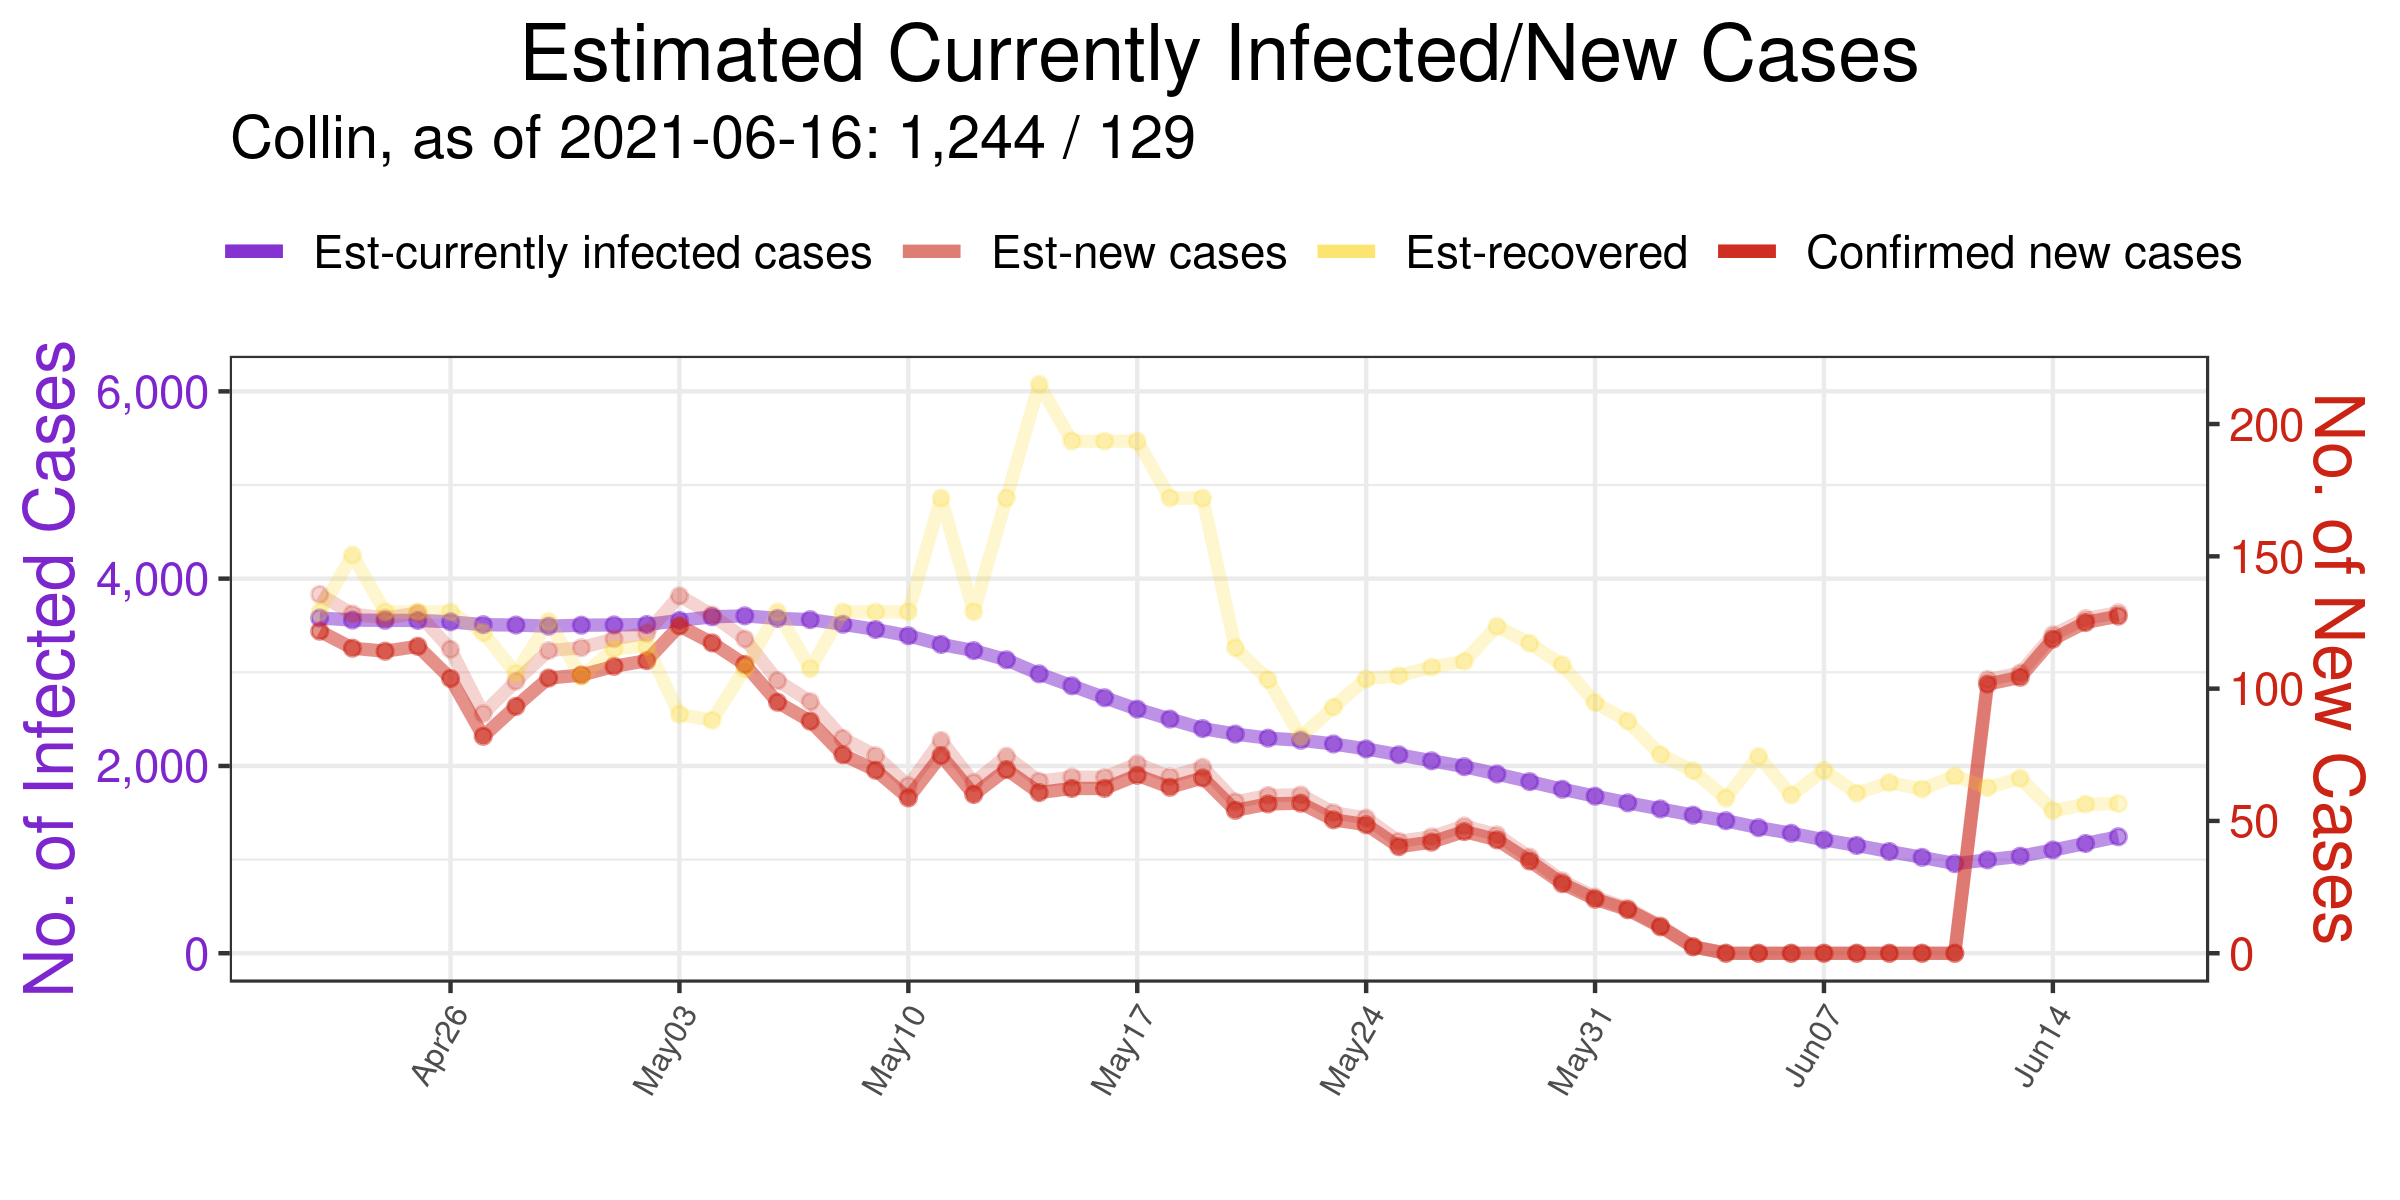 Estimated Currently Infected/New Cases
Collin, as of 2021-06-16: 1,244 / 129
Est-currently infected cases Est-new cases Est-recovered Confirmed new cases
No. of Infected Cases
6,000
4,000
2,000
0
200
150
100
50
0
No. of New Cases
Apr26 May03 May10 May17 May24 May31 Jun07 Jun14